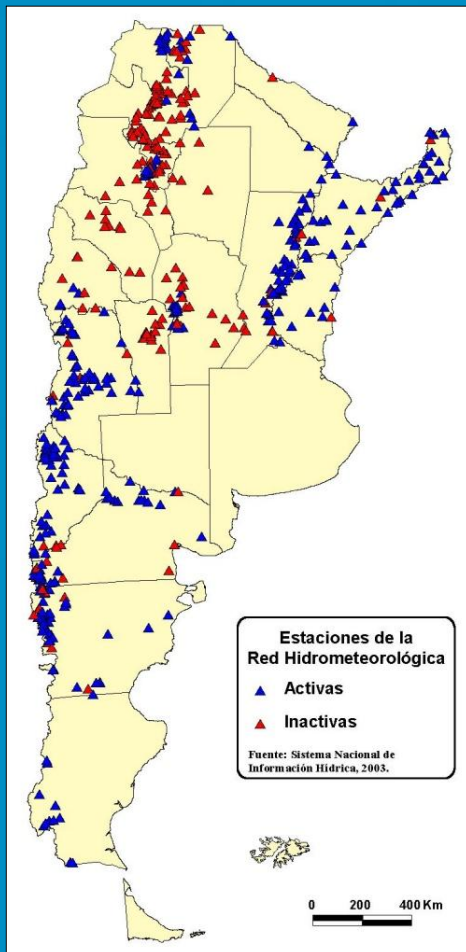 Estaciones de la
Red Hidrometeorológica
Activas
Inactivas
Fuente: Sistema Nacional de
Información Hídrica, 2003.
0 200 400 Km